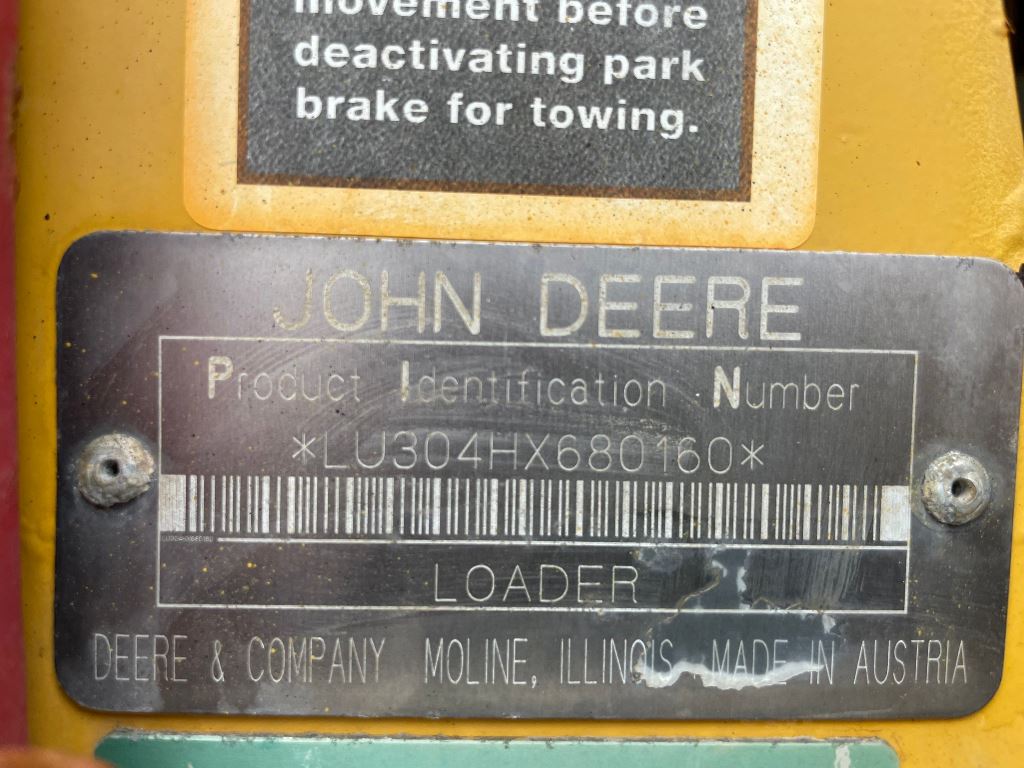 movement before
deactivating park
brake for towing.
JOHN DEERE
Product Identification Number
*LU304HX680160*
LU304HX680160
LOADER
DEERE & COMPANY MOLINE, ILLINOIS MADE IN AUSTRIA